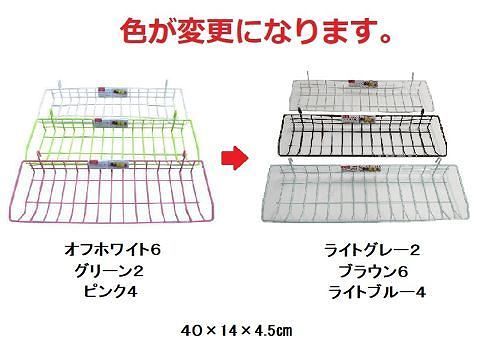 色が変更になります。
オフホワイト6
グリーン2
ピンク4
ライトグレー2
ブラウン6
ライトブルー4
40×14×4.5㎝